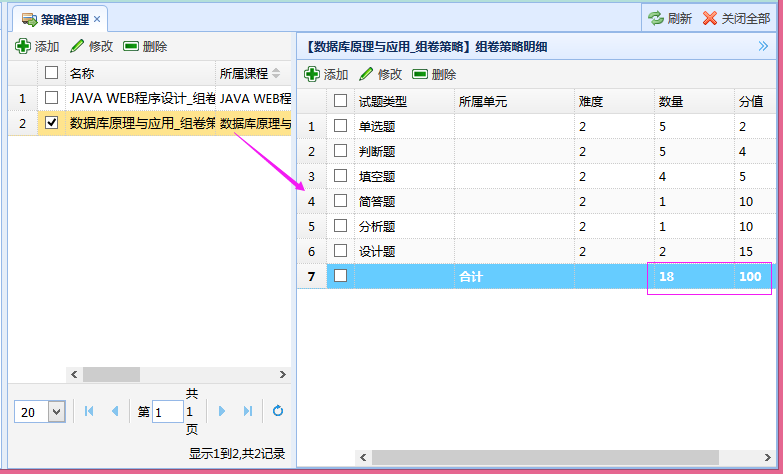 策略管理 ×
刷新 关闭全部
添加 修改 删除
名称 所属课程
1 JAVA WEB程序设计_组卷 JAVA WEB程
2 数据库原理与应用_组卷策 数据库原理与
20 第 1 共1页
显示1到2,共2记录
【数据库原理与应用_组卷策略】组卷策略明细
添加 修改 删除
试题类型 所属单元 难度 数量 分值
1 单选题 2 5 2
2 判断题 2 5 4
3 填空题 2 4 5
4 简答题 2 1 10
5 分析题 2 1 10
6 设计题 2 2 15
7 合计 18 100